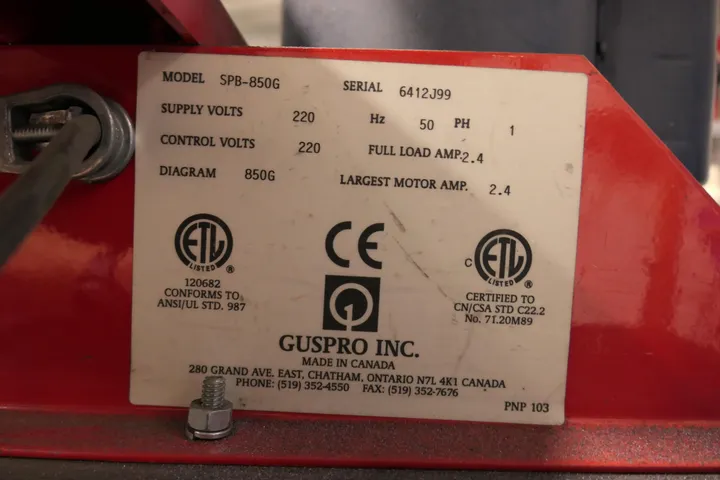 MODEL SPB-850G SERIAL 6412J99
SUPPLY VOLTS 220 Hz 50 PH 1
CONTROL VOLTS 220 FULL LOAD AMP. 2.4
DIAGRAM 850G LARGEST MOTOR AMP. 2.4
ETL LISTED ®
120682
CONFORMS TO
ANSI/UL STD. 987
CE
C ETL LISTED ®
CERTIFIED TO
CN/CSA STD C22.2
No. 71.20M89
GUSPRO INC.
MADE IN CANADA
280 GRAND AVE. EAST, CHATHAM, ONTARIO N7L 4K1 CANADA
PHONE: (519) 352-4550 FAX: (519) 352-7676
PNP 103